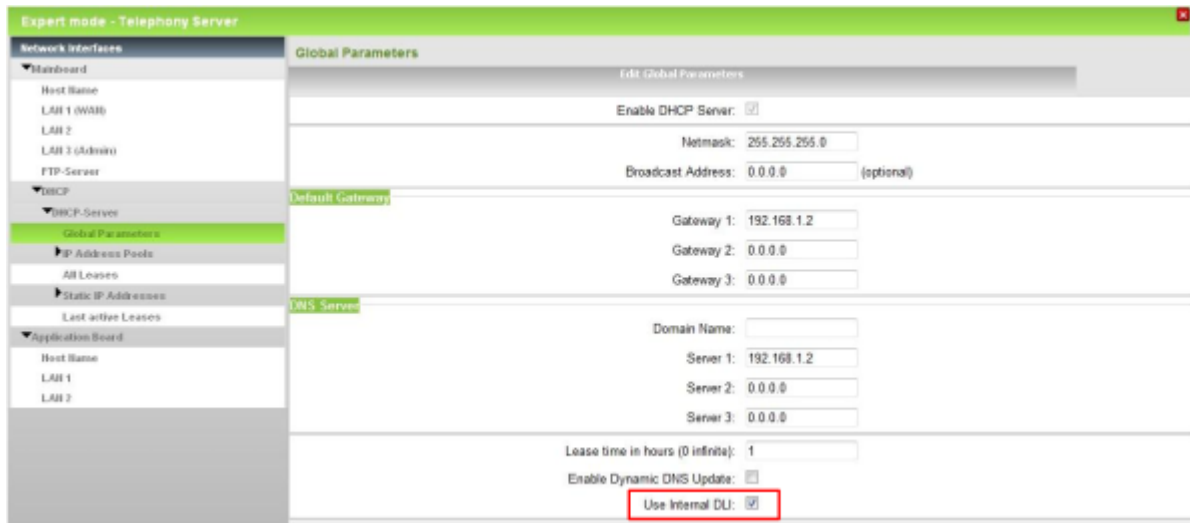 Expert mode - Telephony Server
Network Interfaces
Mainboard
Host Name
LAN 1 (WAN)
LAN 2
LAN 3 (Admin)
FTP-Server
DHCP
DHCP-Server
Global Parameters
IP Address Pools
All Leases
Static IP Addresses
Last active Leases
Application Board
Host Name
LAN 1
LAN 2
Global Parameters
Edit Global Parameters
Enable DHCP Server:
Netmask: 255.255.255.0
Broadcast Address: 0.0.0.0 (optional)
Default Gateway
Gateway 1: 192.168.1.2
Gateway 2: 0.0.0.0
Gateway 3: 0.0.0.0
DNS Server
Domain Name:
Server 1: 192.168.1.2
Server 2: 0.0.0.0
Server 3: 0.0.0.0
Lease time in hours (0 infinite): 1
Enable Dynamic DNS Update:
Use Internal DLI: